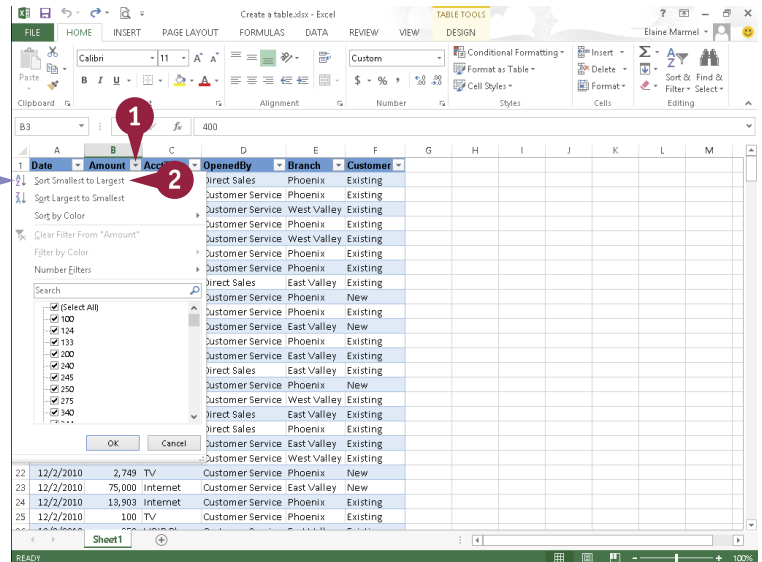 Create a table.xlsx - Excel
TABLE TOOLS
?
FILE HOME INSERT PAGE LAYOUT FORMULAS DATA REVIEW VIEW DESIGN
Elaine Marmel
Paste
Calibri 11 A A
B I U A
Custom
$ % ,
Conditional Formatting
Format as Table
Cell Styles
Insert
Delete
Format
Sort & Filter
Find & Select
Clipboard Alignment Number Styles Cells Editing
B3 fx 400
1
A B C D E F G H I J K L M
1 Date Amount OpenedBy Branch Customer
2
Sort Smallest to Largest
Sort Largest to Smallest
Sort by Color
Clear Filter From "Amount"
Filter by Color
Number Filters
Search
(Select All)
100
124
133
200
240
245
250
275
340
OK Cancel
Direct Sales Phoenix Existing
Customer Service Phoenix Existing
Customer Service West Valley Existing
Customer Service Phoenix Existing
Customer Service West Valley Existing
Customer Service Phoenix Existing
Customer Service Phoenix Existing
Direct Sales East Valley Existing
Customer Service Phoenix New
Customer Service Phoenix Existing
Customer Service East Valley New
Customer Service Phoenix Existing
Customer Service East Valley Existing
Direct Sales East Valley Existing
Customer Service Phoenix New
Customer Service West Valley Existing
Direct Sales East Valley Existing
Direct Sales Phoenix Existing
Customer Service East Valley Existing
Customer Service West Valley Existing
22 12/2/2010 2,749 TV Customer Service Phoenix New
23 12/2/2010 75,000 Internet Customer Service East Valley New
24 12/2/2010 13,903 Internet Customer Service Phoenix Existing
25 12/2/2010 100 TV Customer Service Phoenix Existing
Sheet1
READY
100%